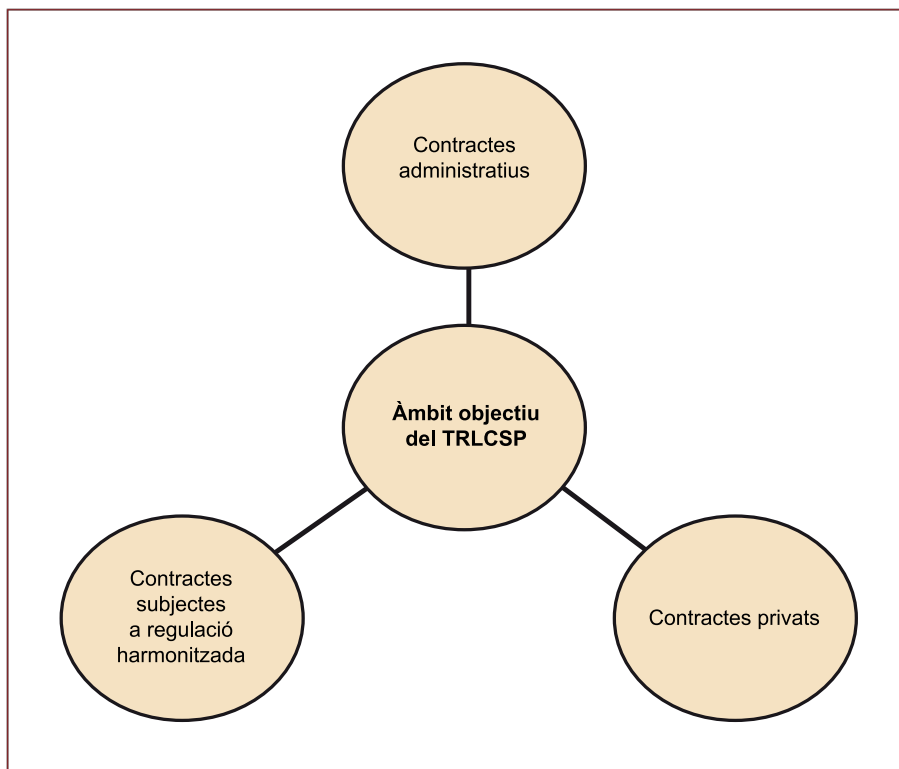 Contractes
administratius
Àmbit objectiu
del TRLCSP
Contractes
subjectes
a regulació
harmonitzada
Contractes privats